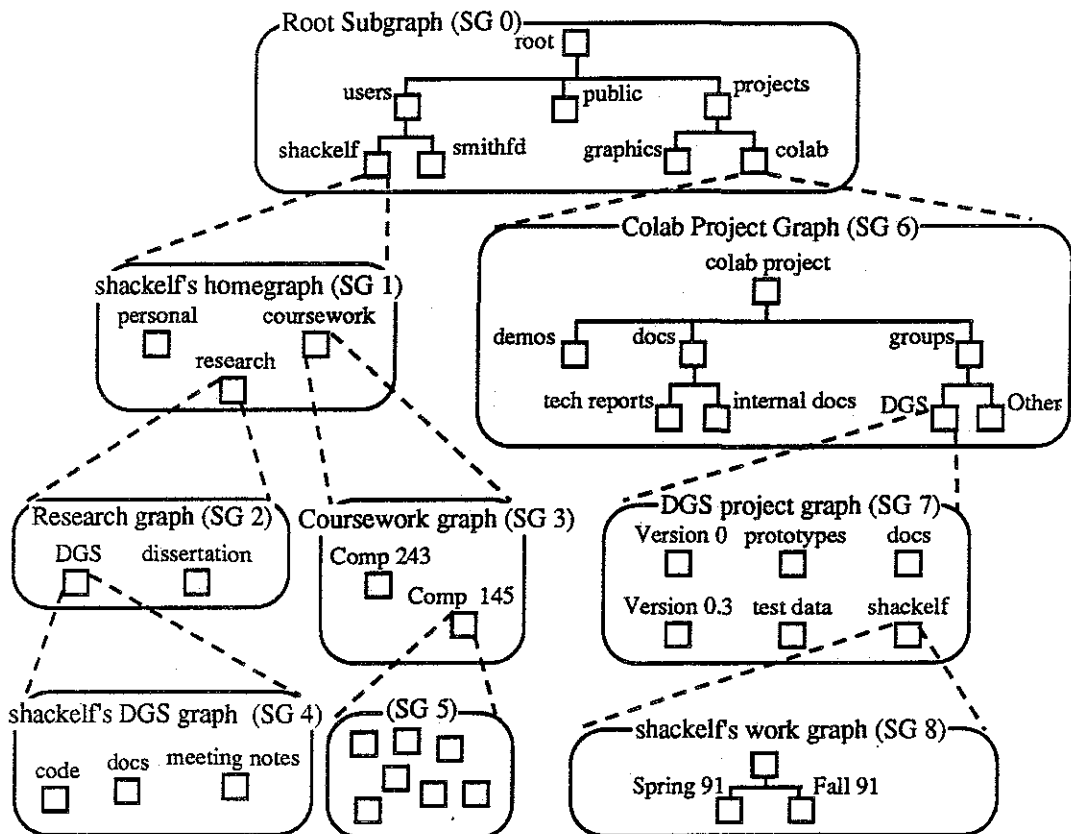 Root Subgraph (SG 0)
root
users
public
projects
shackelf
smithfd
graphics
colab
Colab Project Graph (SG 6)
colab project
shackelf's homegraph (SG 1)
personal
coursework
research
demos
docs
groups
tech reports
internal docs
DGS
Other
Research graph (SG 2)
DGS
dissertation
Coursework graph (SG 3)
Comp 243
Comp 145
DGS project graph (SG 7)
Version 0
prototypes
docs
Version 0.3
test data
shackelf
shackelf's DGS graph (SG 4)
code
docs
meeting notes
(SG 5)
shackelf's work graph (SG 8)
Spring 91
Fall 91